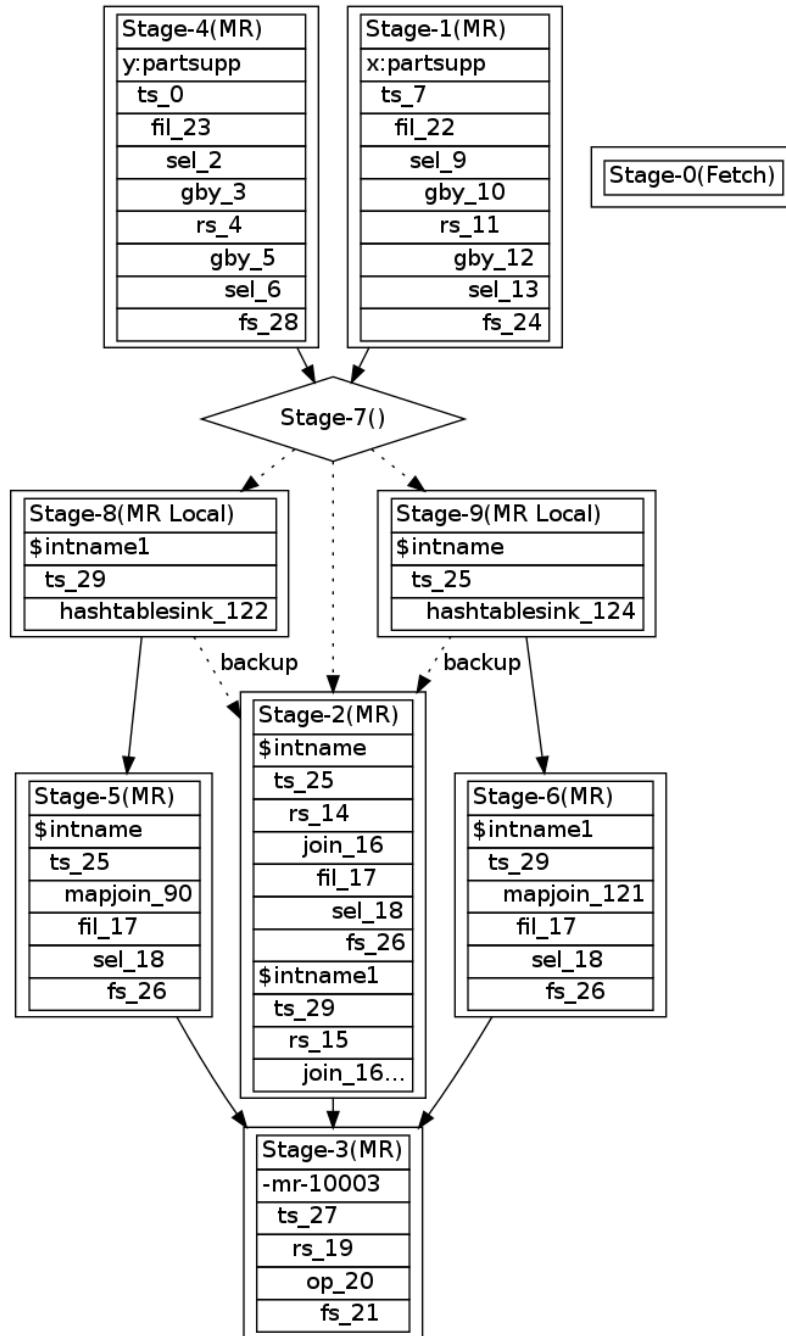 Stage-4(MR)
y:partsupp
ts_0
fil_23
sel_2
gby_3
rs_4
gby_5
sel_6
fs_28
Stage-1(MR)
x:partsupp
ts_7
fil_22
sel_9
gby_10
rs_11
gby_12
sel_13
fs_24
Stage-0(Fetch)
Stage-7()
Stage-8(MR Local)
$intname1
ts_29
hashtablesink_122
Stage-9(MR Local)
$intname
ts_25
hashtablesink_124
backup
backup
Stage-5(MR)
$intname
ts_25
mapjoin_90
fil_17
sel_18
fs_26
Stage-2(MR)
$intname
ts_25
rs_14
join_16
fil_17
sel_18
fs_26
$intname1
ts_29
rs_15
join_16...
Stage-6(MR)
$intname1
ts_29
mapjoin_121
fil_17
sel_18
fs_26
Stage-3(MR)
-mr-10003
ts_27
rs_19
op_20
fs_21